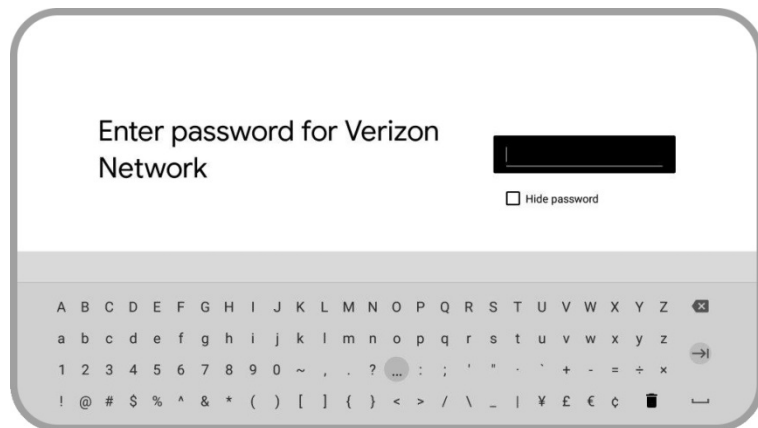 Enter password for Verizon
Network
Hide password
A B C D E F G H I J K L M N O P Q R S T U V W X Y Z
a b c d e f g h i j k l m n o p q r s t u v w x y z
1 2 3 4 5 6 7 8 9 0 ~ , . ? … : ; ' " · ` + - = ÷ ×
! @ # $ % ^ & * ( ) [ ] { } < > / \ _ | ¥ £ € ¢